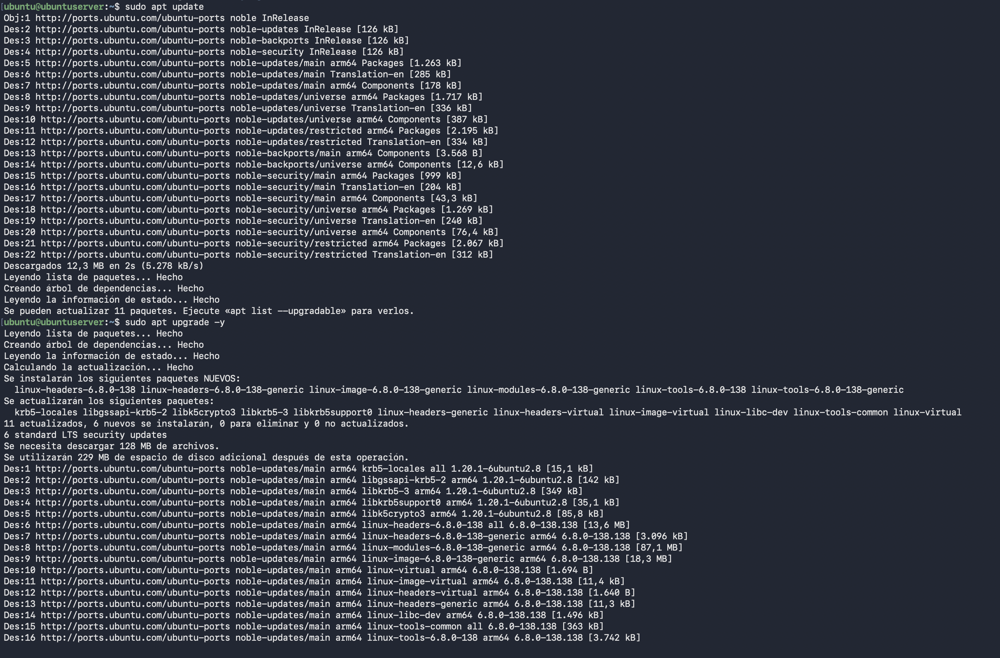 [ubuntu@ubuntuserver:~$ sudo apt update
Obj:1 http://ports.ubuntu.com/ubuntu-ports noble InRelease
Des:2 http://ports.ubuntu.com/ubuntu-ports noble-updates InRelease [126 kB]
Des:3 http://ports.ubuntu.com/ubuntu-ports noble-backports InRelease [126 kB]
Des:4 http://ports.ubuntu.com/ubuntu-ports noble-security InRelease [126 kB]
Des:5 http://ports.ubuntu.com/ubuntu-ports noble-updates/main arm64 Packages [1.263 kB]
Des:6 http://ports.ubuntu.com/ubuntu-ports noble-updates/main Translation-en [285 kB]
Des:7 http://ports.ubuntu.com/ubuntu-ports noble-updates/main arm64 Components [178 kB]
Des:8 http://ports.ubuntu.com/ubuntu-ports noble-updates/universe arm64 Packages [1.717 kB]
Des:9 http://ports.ubuntu.com/ubuntu-ports noble-updates/universe Translation-en [336 kB]
Des:10 http://ports.ubuntu.com/ubuntu-ports noble-updates/universe arm64 Components [387 kB]
Des:11 http://ports.ubuntu.com/ubuntu-ports noble-updates/restricted arm64 Packages [2.195 kB]
Des:12 http://ports.ubuntu.com/ubuntu-ports noble-updates/restricted Translation-en [334 kB]
Des:13 http://ports.ubuntu.com/ubuntu-ports noble-backports/main arm64 Components [3.568 B]
Des:14 http://ports.ubuntu.com/ubuntu-ports noble-backports/universe arm64 Components [12,6 kB]
Des:15 http://ports.ubuntu.com/ubuntu-ports noble-security/main arm64 Packages [999 kB]
Des:16 http://ports.ubuntu.com/ubuntu-ports noble-security/main Translation-en [204 kB]
Des:17 http://ports.ubuntu.com/ubuntu-ports noble-security/main arm64 Components [43,3 kB]
Des:18 http://ports.ubuntu.com/ubuntu-ports noble-security/universe arm64 Packages [1.269 kB]
Des:19 http://ports.ubuntu.com/ubuntu-ports noble-security/universe Translation-en [240 kB]
Des:20 http://ports.ubuntu.com/ubuntu-ports noble-security/universe arm64 Components [76,4 kB]
Des:21 http://ports.ubuntu.com/ubuntu-ports noble-security/restricted arm64 Packages [2.067 kB]
Des:22 http://ports.ubuntu.com/ubuntu-ports noble-security/restricted Translation-en [312 kB]
Descargados 12,3 MB en 2s (5.278 kB/s)
Leyendo lista de paquetes... Hecho
Creando árbol de dependencias... Hecho
Leyendo la información de estado... Hecho
Se pueden actualizar 11 paquetes. Ejecute «apt list --upgradable» para verlos.
[ubuntu@ubuntuserver:~$ sudo apt upgrade -y
Leyendo lista de paquetes... Hecho
Creando árbol de dependencias... Hecho
Leyendo la información de estado... Hecho
Calculando la actualización... Hecho
Se instalarán los siguientes paquetes NUEVOS:
  linux-headers-6.8.0-138 linux-headers-6.8.0-138-generic linux-image-6.8.0-138-generic linux-modules-6.8.0-138-generic linux-tools-6.8.0-138 linux-tools-6.8.0-138-generic
Se actualizarán los siguientes paquetes:
  krb5-locales libgssapi-krb5-2 libk5crypto3 libkrb5-3 libkrb5support0 linux-headers-generic linux-headers-virtual linux-image-virtual linux-libc-dev linux-tools-common linux-virtual
11 actualizados, 6 nuevos se instalarán, 0 para eliminar y 0 no actualizados.
6 standard LTS security updates
Se necesita descargar 128 MB de archivos.
Se utilizarán 229 MB de espacio de disco adicional después de esta operación.
Des:1 http://ports.ubuntu.com/ubuntu-ports noble-updates/main arm64 krb5-locales all 1.20.1-6ubuntu2.8 [15,1 kB]
Des:2 http://ports.ubuntu.com/ubuntu-ports noble-updates/main arm64 libgssapi-krb5-2 arm64 1.20.1-6ubuntu2.8 [142 kB]
Des:3 http://ports.ubuntu.com/ubuntu-ports noble-updates/main arm64 libkrb5-3 arm64 1.20.1-6ubuntu2.8 [349 kB]
Des:4 http://ports.ubuntu.com/ubuntu-ports noble-updates/main arm64 libkrb5support0 arm64 1.20.1-6ubuntu2.8 [35,1 kB]
Des:5 http://ports.ubuntu.com/ubuntu-ports noble-updates/main arm64 libk5crypto3 arm64 1.20.1-6ubuntu2.8 [85,8 kB]
Des:6 http://ports.ubuntu.com/ubuntu-ports noble-updates/main arm64 linux-headers-6.8.0-138 all 6.8.0-138.138 [13,6 MB]
Des:7 http://ports.ubuntu.com/ubuntu-ports noble-updates/main arm64 linux-headers-6.8.0-138-generic arm64 6.8.0-138.138 [3.096 kB]
Des:8 http://ports.ubuntu.com/ubuntu-ports noble-updates/main arm64 linux-modules-6.8.0-138-generic arm64 6.8.0-138.138 [87,1 MB]
Des:9 http://ports.ubuntu.com/ubuntu-ports noble-updates/main arm64 linux-image-6.8.0-138-generic arm64 6.8.0-138.138 [18,3 MB]
Des:10 http://ports.ubuntu.com/ubuntu-ports noble-updates/main arm64 linux-virtual arm64 6.8.0-138.138 [1.694 B]
Des:11 http://ports.ubuntu.com/ubuntu-ports noble-updates/main arm64 linux-image-virtual arm64 6.8.0-138.138 [11,4 kB]
Des:12 http://ports.ubuntu.com/ubuntu-ports noble-updates/main arm64 linux-headers-virtual arm64 6.8.0-138.138 [1.640 B]
Des:13 http://ports.ubuntu.com/ubuntu-ports noble-updates/main arm64 linux-headers-generic arm64 6.8.0-138.138 [11,3 kB]
Des:14 http://ports.ubuntu.com/ubuntu-ports noble-updates/main arm64 linux-libc-dev arm64 6.8.0-138.138 [1.496 kB]
Des:15 http://ports.ubuntu.com/ubuntu-ports noble-updates/main arm64 linux-tools-common all 6.8.0-138.138 [363 kB]
Des:16 http://ports.ubuntu.com/ubuntu-ports noble-updates/main arm64 linux-tools-6.8.0-138 arm64 6.8.0-138.138 [3.742 kB]